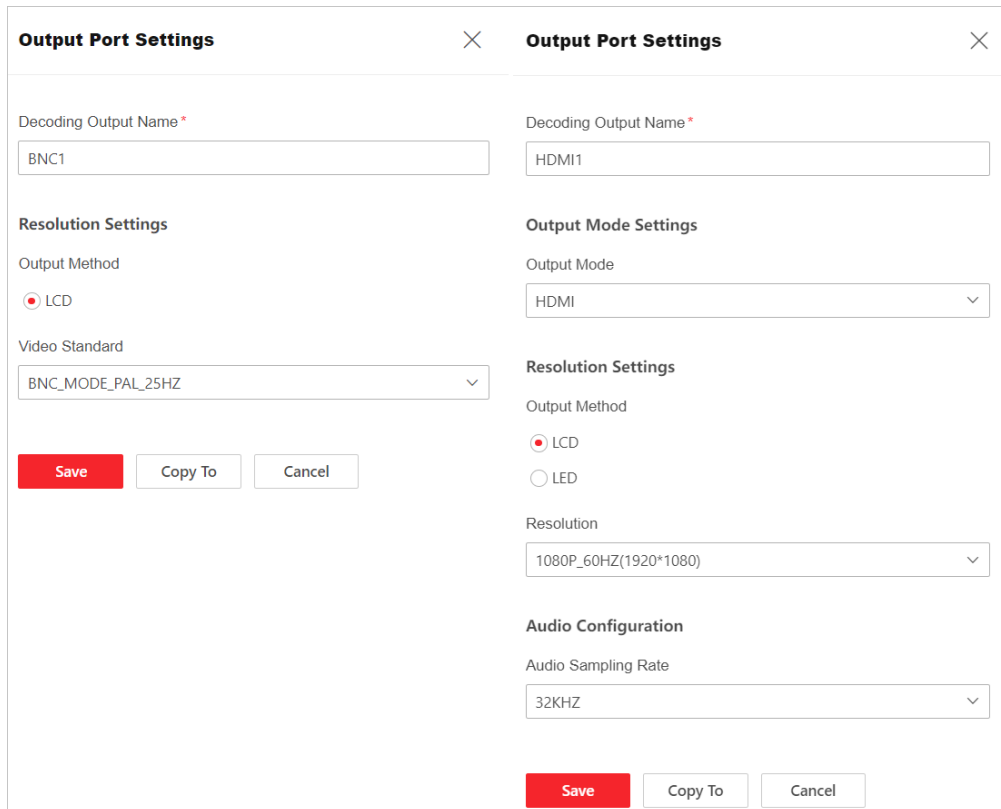 Output Port Settings
Decoding Output Name*
BNC1
Resolution Settings
Output Method
LCD
Video Standard
BNC_MODE_PAL_25HZ
Save
Copy To
Cancel
Output Port Settings
Decoding Output Name*
HDMI1
Output Mode Settings
Output Mode
HDMI
Resolution Settings
Output Method
LCD
LED
Resolution
1080P_60HZ(1920*1080)
Audio Configuration
Audio Sampling Rate
32KHZ
Save
Copy To
Cancel